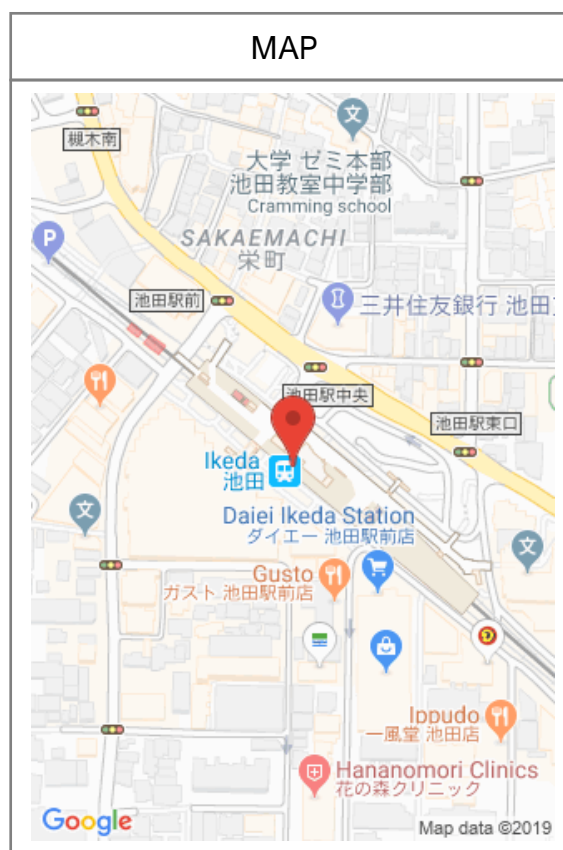 MAP
槻木南
文
大学 ゼミ本部
池田教室中学部
Cramming school
SAKAEMACHI
栄町
P
池田駅前
三井住友銀行 池田
池田駅中央
池田駅東口
Ikeda
池田
Daiei Ikeda Station
ダイエー 池田駅前店
文
文
Gusto
ガスト 池田駅前店
Ippudo
一風堂 池田店
Hananomori Clinics
花の森クリニック
Google
Map data ©2019